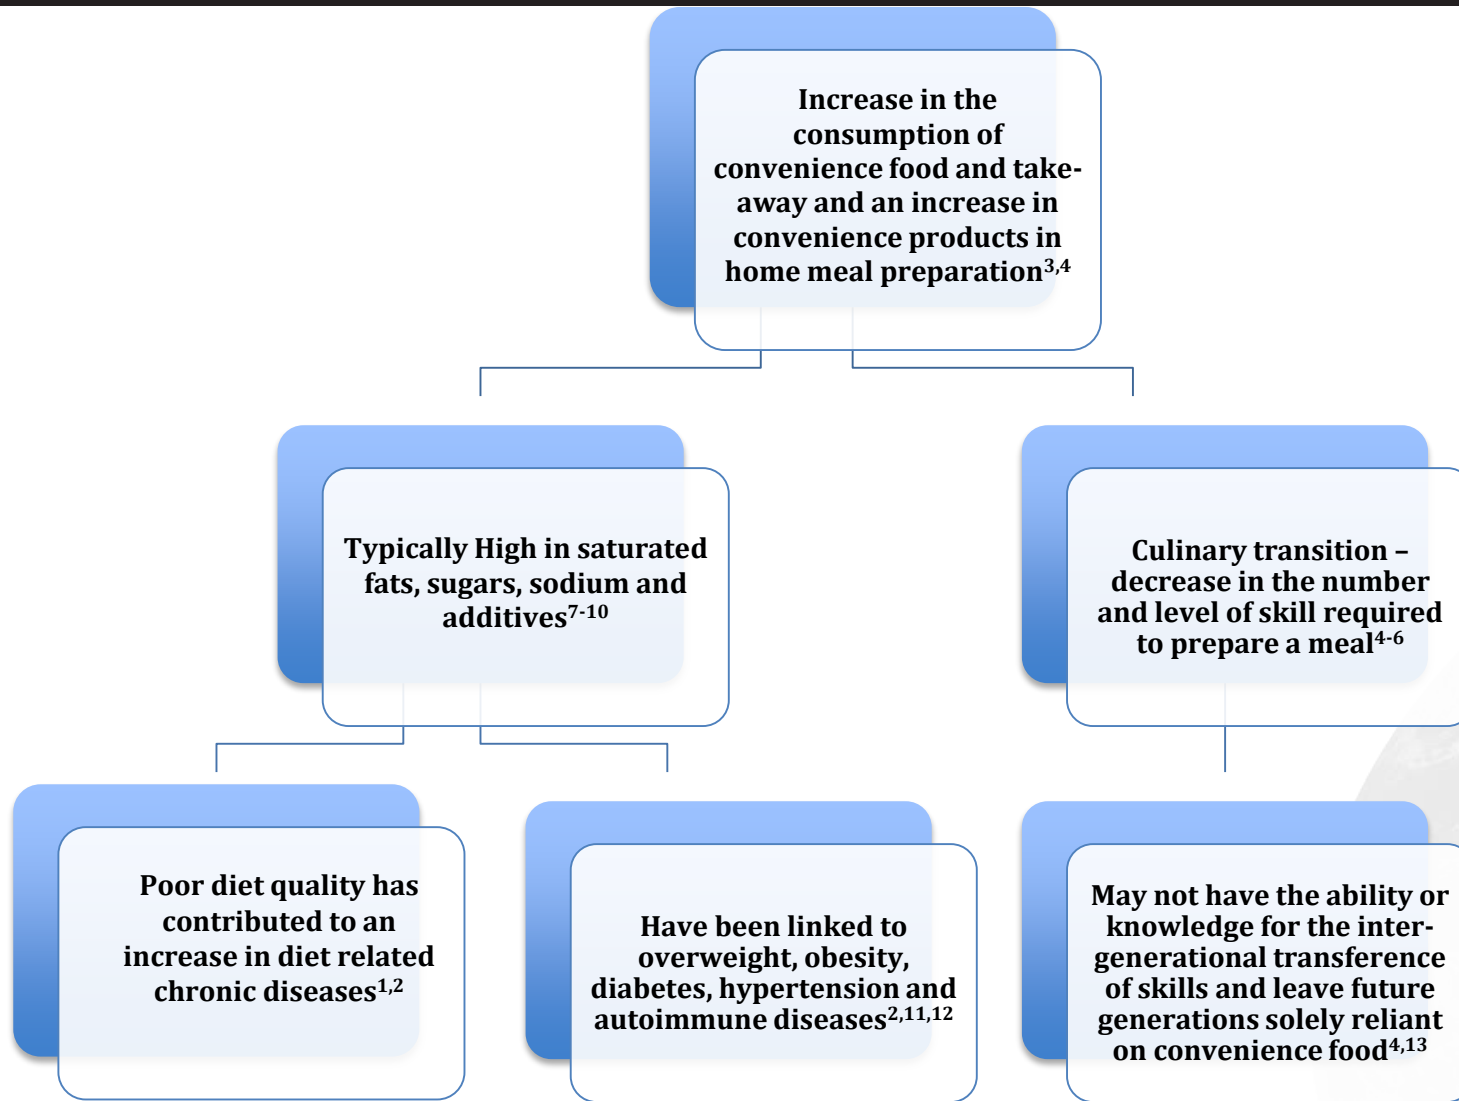 Increase in the
consumption of
convenience food and take-
away and an increase in
convenience products in
home meal preparation3,4
Typically High in saturated
fats, sugars, sodium and
additives7-10
Culinary transition –
decrease in the number
and level of skill required
to prepare a meal4-6
Poor diet quality has
contributed to an
increase in diet related
chronic diseases1,2
Have been linked to
overweight, obesity,
diabetes, hypertension and
autoimmune diseases2,11,12
May not have the ability or
knowledge for the inter-
generational transference
of skills and leave future
generations solely reliant
on convenience food4,13